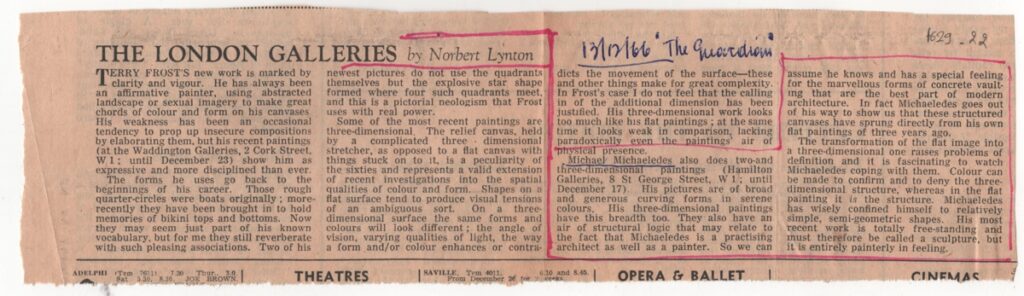 THE LONDON GALLERIES by Norbert Lynton
TERRY FROST'S new work is marked by
clarity and vigour. He has always been
an affirmative painter, using abstracted
landscape or sexual imagery to make great
chords of colour and form on his canvases
His weakness has been an occasional
tendency to prop up insecure compositions
by elaborating them, but his recent paintings
(at the Waddington Galleries, 2 Cork Street,
W 1 ; until December 23) show him as
expressive and more disciplined than ever.
The forms he uses go back to the
beginnings of his career. Those rough
quarter-circles were boats originally ; more-
recently they have been brought in to hold
memories of bikini tops and bottoms. Now
they may seem just part of his known
vocabulary, but for me they still reverberate
with such pleasing associations. Two of his
newest pictures do not use the quadrants
themselves but the explosive star shape
formed where four such quadrants meet,
and this is a pictorial neologism that Frost
uses with real power.
Some of the most recent paintings are
three-dimensional. The relief canvas, held
by a complicated three - dimensional
stretcher, as opposed to a flat canvas with
things stuck on to it, is a peculiarity of
the sixties and represents a valid extension
of recent investigations into the spatial
qualities of colour and form. Shapes on a
flat surface tend to produce visual tensions
of an ambiguous sort. On a three-
dimensional surface the same forms and
colours will look different ; the angle of
vision, varying qualities of light, the way
a form and/or colour enhances or contra-
13/12/66 "The Guardian"
dicts the movement of the surface—these
and other things make for great complexity.
In Frost's case I do not feel that the calling
in of the additional dimension has been
justified. His three-dimensional work looks
too much like his flat paintings ; at the same
time it looks weak in comparison, lacking
paradoxically even the paintings' air of
physical presence.
Michael Michaeledes also does two-and
three-dimensional paintings (Hamilton
Galleries, 8 St George Street, W 1 ; until
December 17). His pictures are of broad
and generous curving forms in serene
colours. His three-dimensional paintings
have this breadth too. They also have an
air of structural logic that may relate to
the fact that Michaeledes is a practising
architect as well as a painter. So we can
1629-22
assume he knows and has a special feeling
for the marvellous forms of concrete vault-
ing that are the best part of modern
architecture. In fact Michaeledes goes out
of his way to show us that these structured
canvases have sprung directly from his own
flat paintings of three years ago.
The transformation of the flat image into
a three-dimensional one raises problems of
definition and it is fascinating to watch
Michaeledes coping with them. Colour can
be made to confirm and to deny the three-
dimensional structure, whereas in the flat
painting it is the structure. Michaeledes
has wisely confined himself to relatively
simple, semi-geometric shapes. His most
recent work is totally free-standing and
must therefore be called a sculpture, but
it is entirely painterly in feeling.
ADELPHI (Tem 7611) 7.30 Thur. 3.0
Sat 5.30, 8.30 JOE BROWN
THEATRES
SAVILLE. Tem 4011. 6.10 and 8.45.
From December 26
OPERA & BALLET
CINEMAS